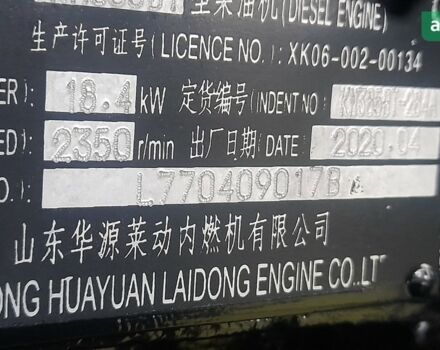 型柴油机(DIESEL ENGINE)
生产许可证号(LICENCE NO.): XK06-002-00134
ER): 18.4 kW 定货编号(INDENT NO
ED): 2350 r/min 出厂日期: DATE 2020.04
O.): L770409017B
山东华源莱动内燃机有限公司
ONG HUAYUAN LAIDONG ENGINE CO.,LT